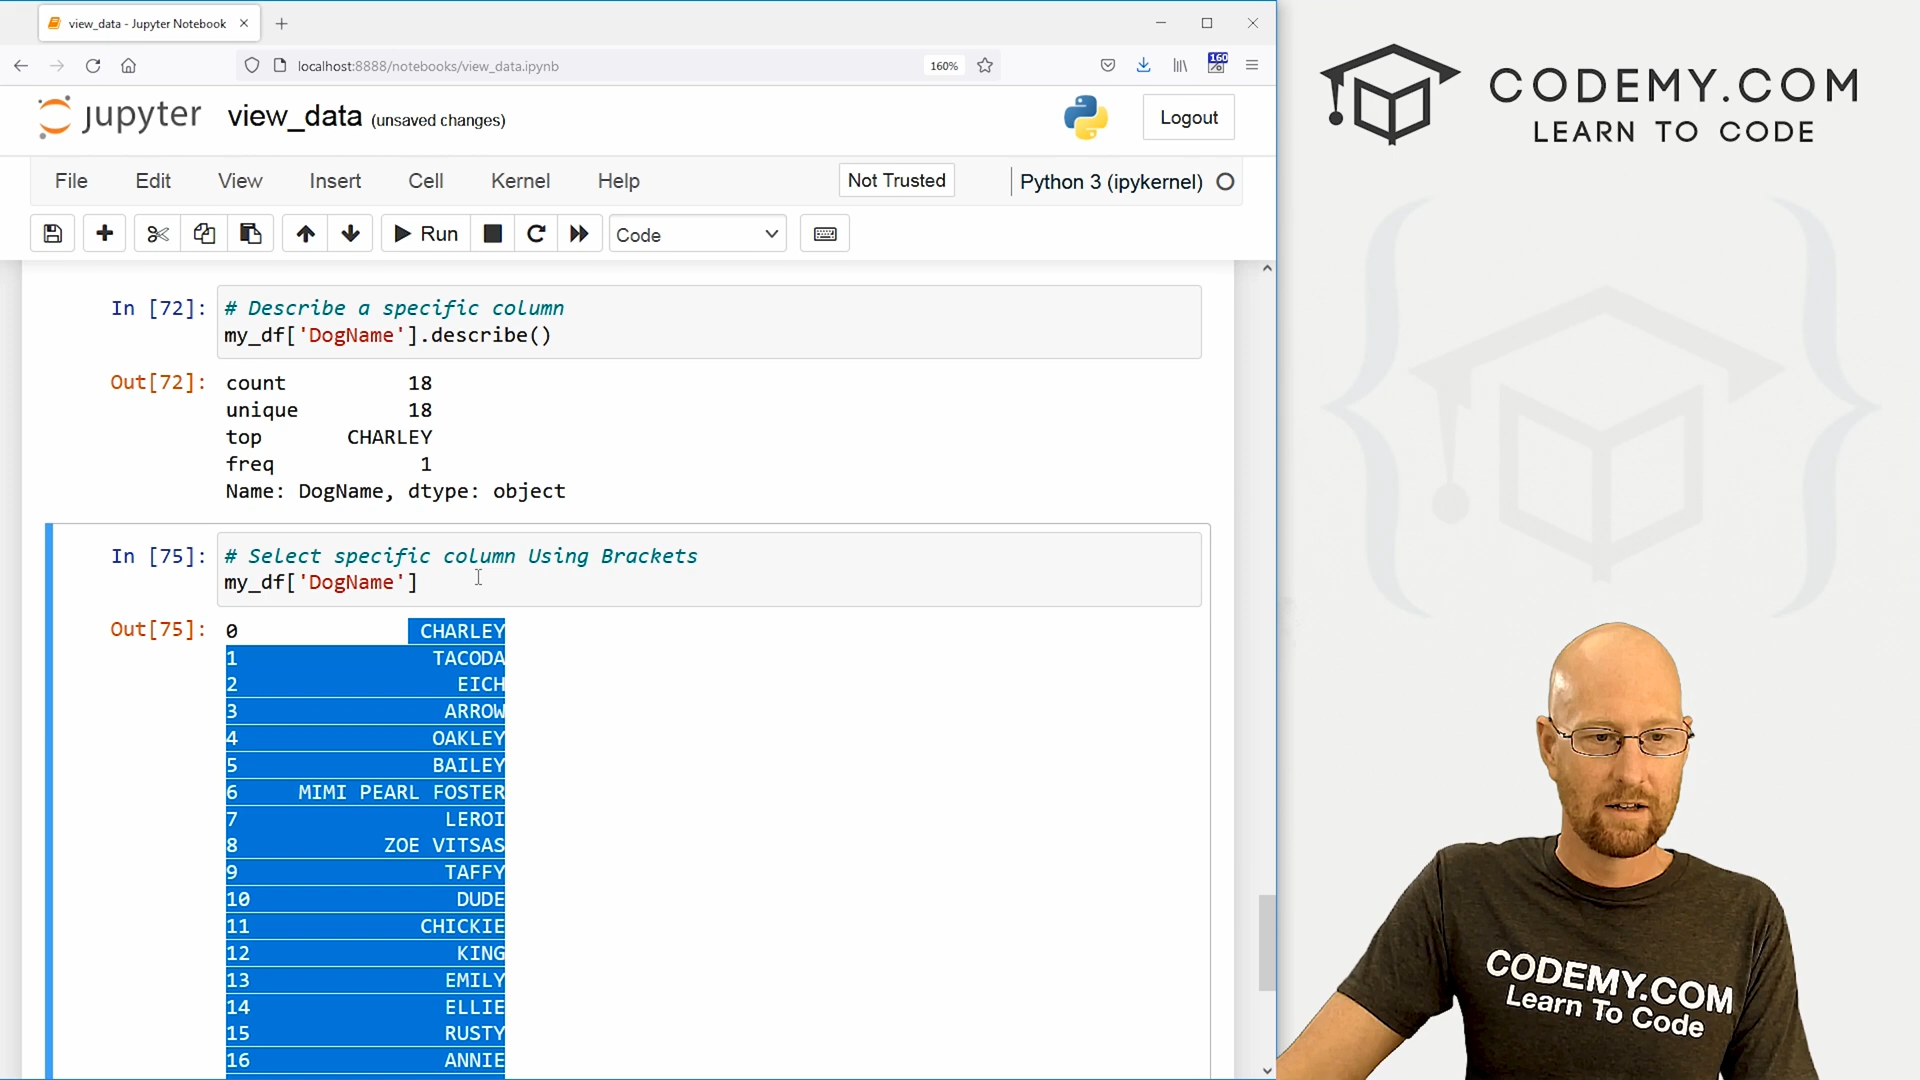 view_data - Jupyter Notebook
localhost:8888/notebooks/view_data.ipynb
160%
160
jupyter view_data (unsaved changes)
Logout
File Edit View Insert Cell Kernel Help
Not Trusted
Python 3 (ipykernel)
Run
Code
In [72]:
# Describe a specific column
my_df['DogName'].describe()
Out[72]:
count 18
unique 18
top CHARLEY
freq 1
Name: DogName, dtype: object
In [75]:
# Select specific column Using Brackets
my_df['DogName']
Out[75]:
0 CHARLEY
1 TACODA
2 EICH
3 ARROW
4 OAKLEY
5 BAILEY
6 MIMI PEARL FOSTER
7 LEROI
8 ZOE VITSAS
9 TAFFY
10 DUDE
11 CHICKIE
12 KING
13 EMILY
14 ELLIE
15 RUSTY
16 ANNIE
CODEMY.COM
LEARN TO CODE
CODEMY.COM
Learn To Code